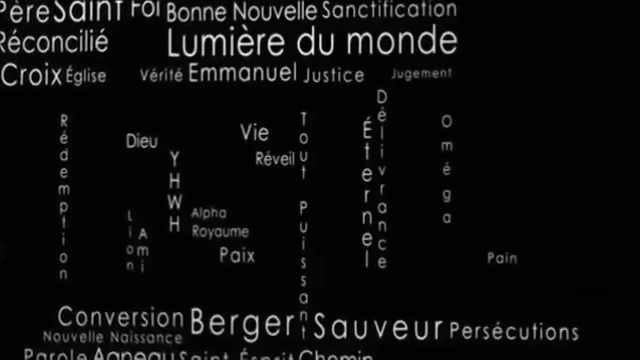 Père Saint Foi Bonne Nouvelle Sanctification
Réconcilié Lumière du monde
Croix Église Vérité Emmanuel Justice Jugement
Rédemption
Dieu
YHWH
Lion
Ami
Alpha
Royaume
Paix
Vie
Réveil
Tout Puissant
Éternel
Délivrance
Oméga
Pain
Conversion Berger Sauveur Persécutions
Nouvelle Naissance
Parole Agneau Saint Esprit Chemin